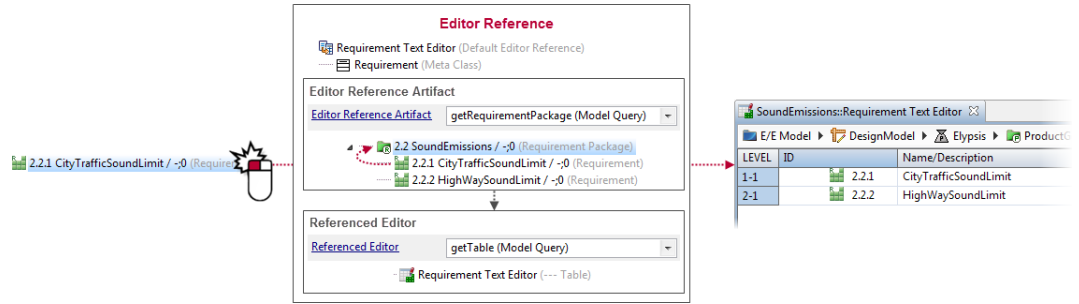 Editor Reference
Requirement Text Editor (Default Editor Reference)
Requirement (Meta Class)
Editor Reference Artifact
Editor Reference Artifact getRequirementPackage (Model Query)
2.2 SoundEmissions / -;0 (Requirement Package)
2.2.1 CityTrafficSoundLimit / -;0 (Requirement)
2.2.2 HighWaySoundLimit / -;0 (Requirement)
Referenced Editor
Referenced Editor getTable (Model Query)
Requirement Text Editor (--- Table)
2.2.1 CityTrafficSoundLimit / -;0 (Require
SoundEmissions::Requirement Text Editor
E/E Model DesignModel Elypsis ProductG
LEVEL ID Name/Description
1-1 2.2.1 CityTrafficSoundLimit
2-1 2.2.2 HighWaySoundLimit